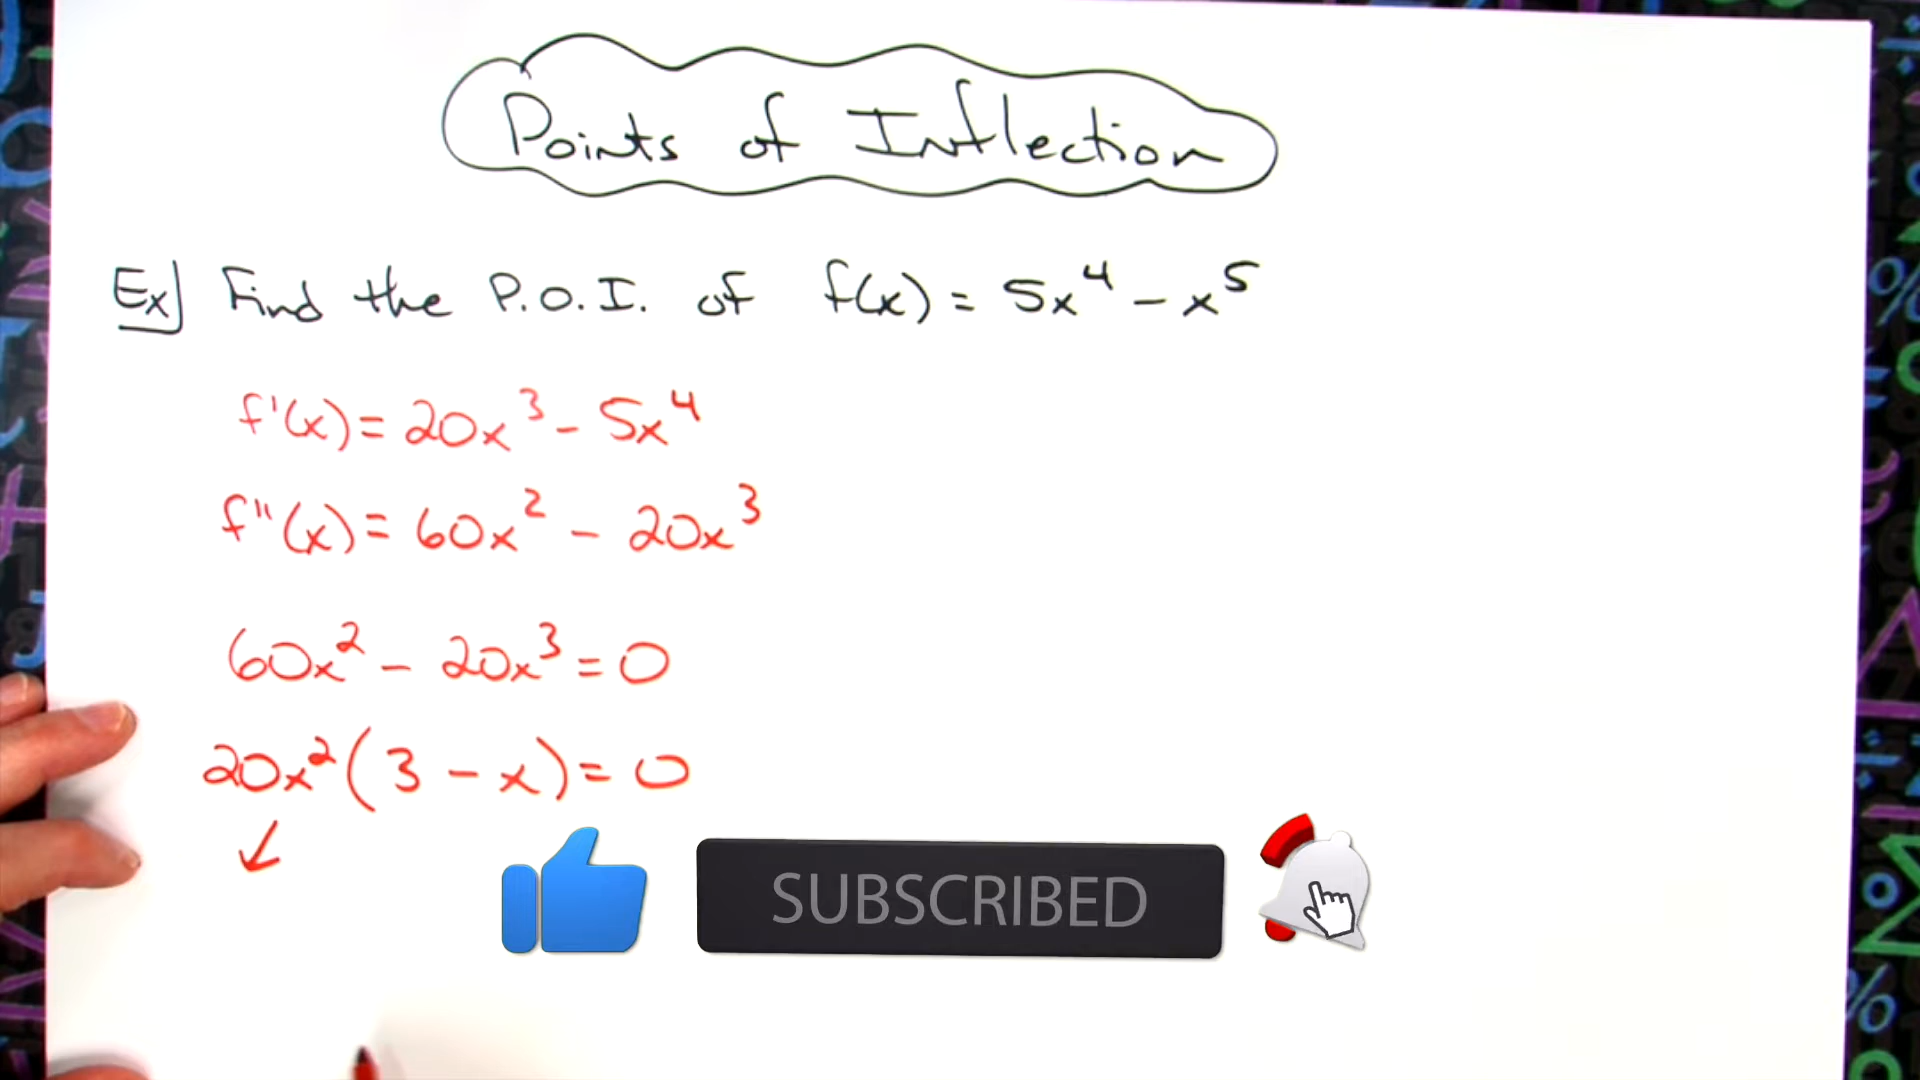 Points of Inflection
Ex] Find the P.O.I. of f(x) = 5x⁴ - x⁵
f'(x) = 20x³ - 5x⁴
f''(x) = 60x² - 20x³
60x² - 20x³ = 0
20x²(3 - x) = 0
SUBSCRIBED